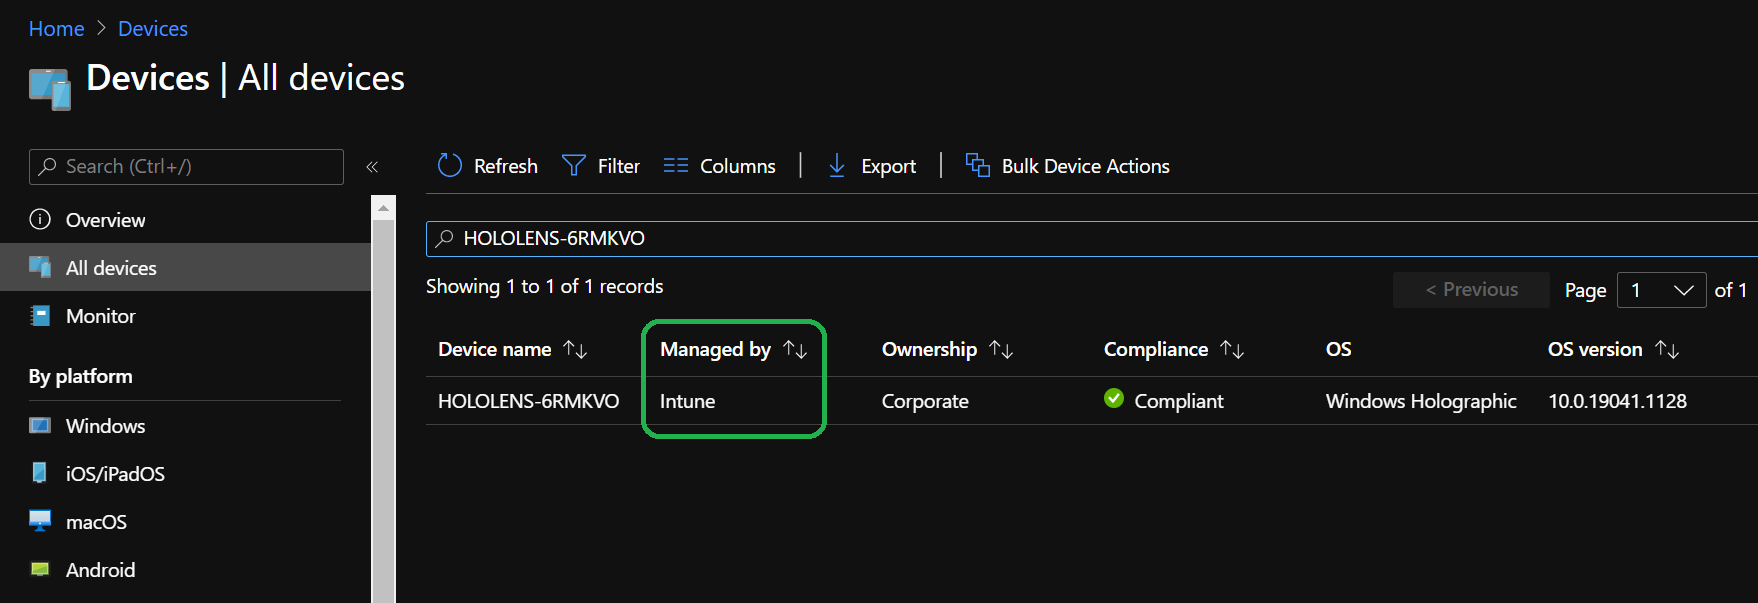 Home > Devices
Devices | All devices
Search (Ctrl+/)
«
Overview
All devices
Monitor
By platform
Windows
iOS/iPadOS
macOS
Android
Refresh Filter Columns | Export | Bulk Device Actions
HOLOLENS-6RMKVO
Showing 1 to 1 of 1 records
< Previous Page 1 of 1
Device name ↑↓ Managed by ↑↓ Ownership ↑↓ Compliance ↑↓ OS OS version ↑↓
HOLOLENS-6RMKVO Intune Corporate Compliant Windows Holographic 10.0.19041.1128